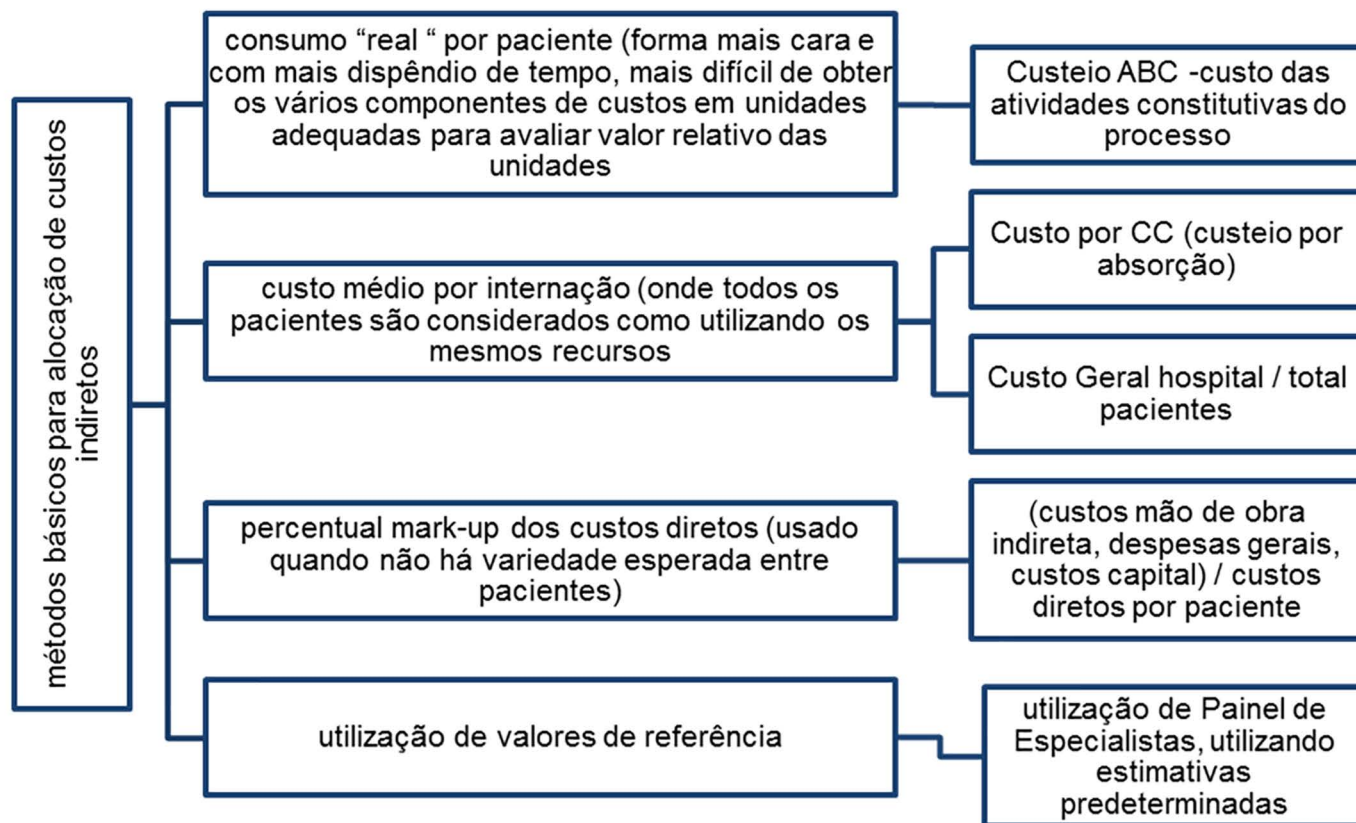 métodos básicos para alocação de custos
indiretos
consumo “real “ por paciente (forma mais cara e
com mais dispêndio de tempo, mais difícil de obter
os vários componentes de custos em unidades
adequadas para avaliar valor relativo das
unidades
Custeio ABC -custo das
atividades constitutivas do
processo
custo médio por internação (onde todos os
pacientes são considerados como utilizando os
mesmos recursos
Custo por CC (custeio por
absorção)
Custo Geral hospital / total
pacientes
percentual mark-up dos custos diretos (usado
quando não há variedade esperada entre
pacientes)
(custos mão de obra
indireta, despesas gerais,
custos capital) / custos
diretos por paciente
utilização de valores de referência
utilização de Painel de
Especialistas, utilizando
estimativas
predeterminadas